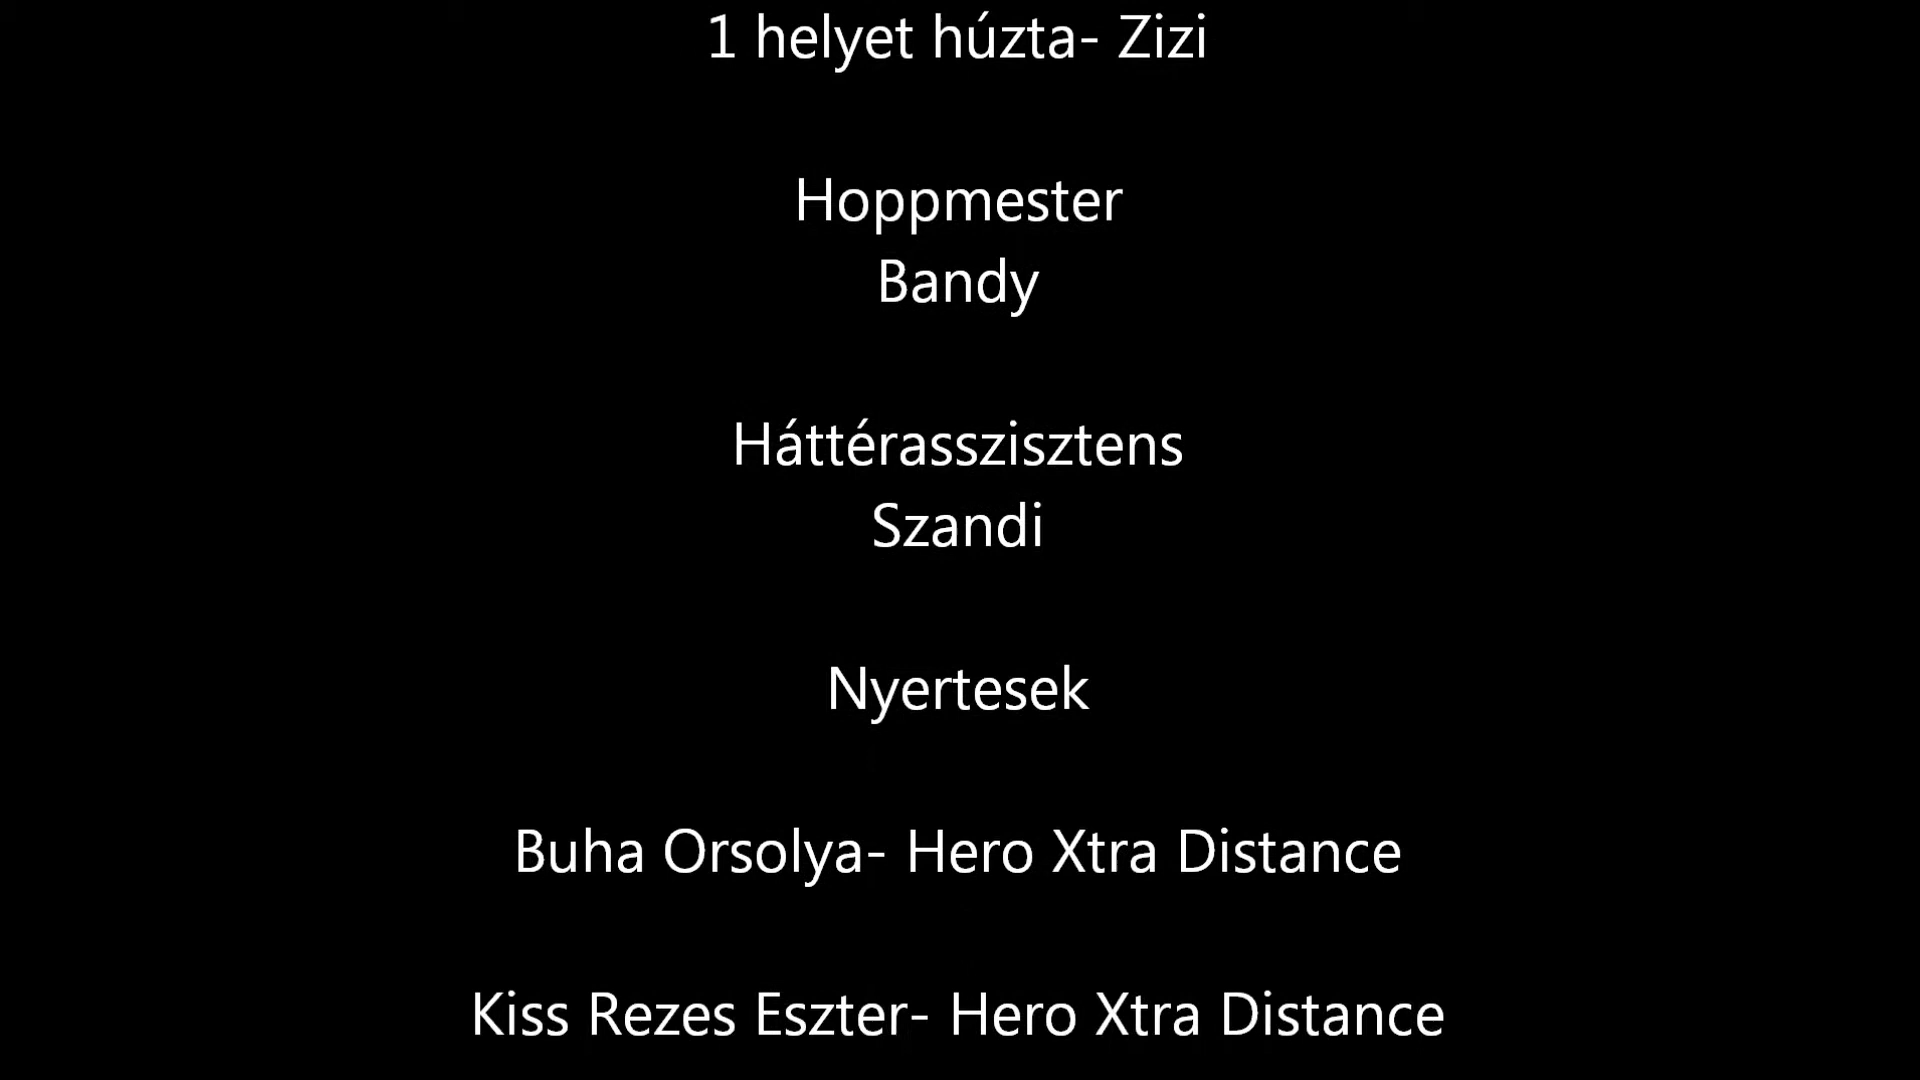 1 helyet húzta- Zizi
Hoppmester
Bandy
Háttérasszisztens
Szandi
Nyertesek
Buha Orsolya- Hero Xtra Distance
Kiss Rezes Eszter- Hero Xtra Distance